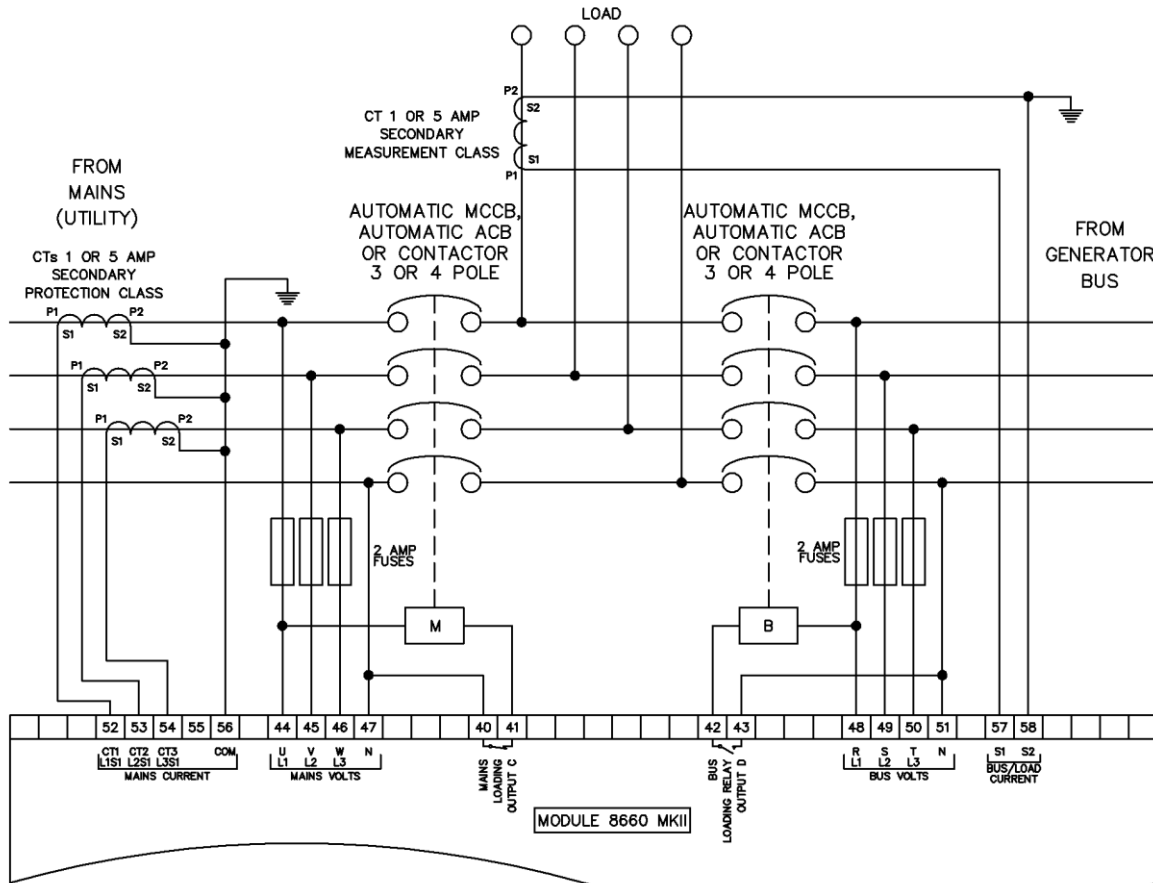 LOAD
P2
S2
CT 1 OR 5 AMP
SECONDARY
MEASUREMENT CLASS
S1
P1
FROM
MAINS
(UTILITY)
CTs 1 OR 5 AMP
SECONDARY
PROTECTION CLASS
AUTOMATIC MCCB,
AUTOMATIC ACB
OR CONTACTOR
3 OR 4 POLE
AUTOMATIC MCCB,
AUTOMATIC ACB
OR CONTACTOR
3 OR 4 POLE
FROM
GENERATOR
BUS
P1 P2
S1 S2
P1 P2
S1 S2
P1 P2
S1 S2
2 AMP
FUSES
2 AMP
FUSES
M
B
52 53 54 55 56 44 45 46 47 40 41 42 43 48 49 50 51 57 58
CT1 CT2 CT3 COM
L1S1 L2S1 L3S1
MAINS CURRENT
U V W N
L1 L2 L3
MAINS VOLTS
MAINS
LOADING
OUTPUT C
BUS
LOADING RELAY
OUTPUT D
R S T N
L1 L2 L3
BUS VOLTS
S1 S2
BUS/LOAD
CURRENT
MODULE 8660 MKII